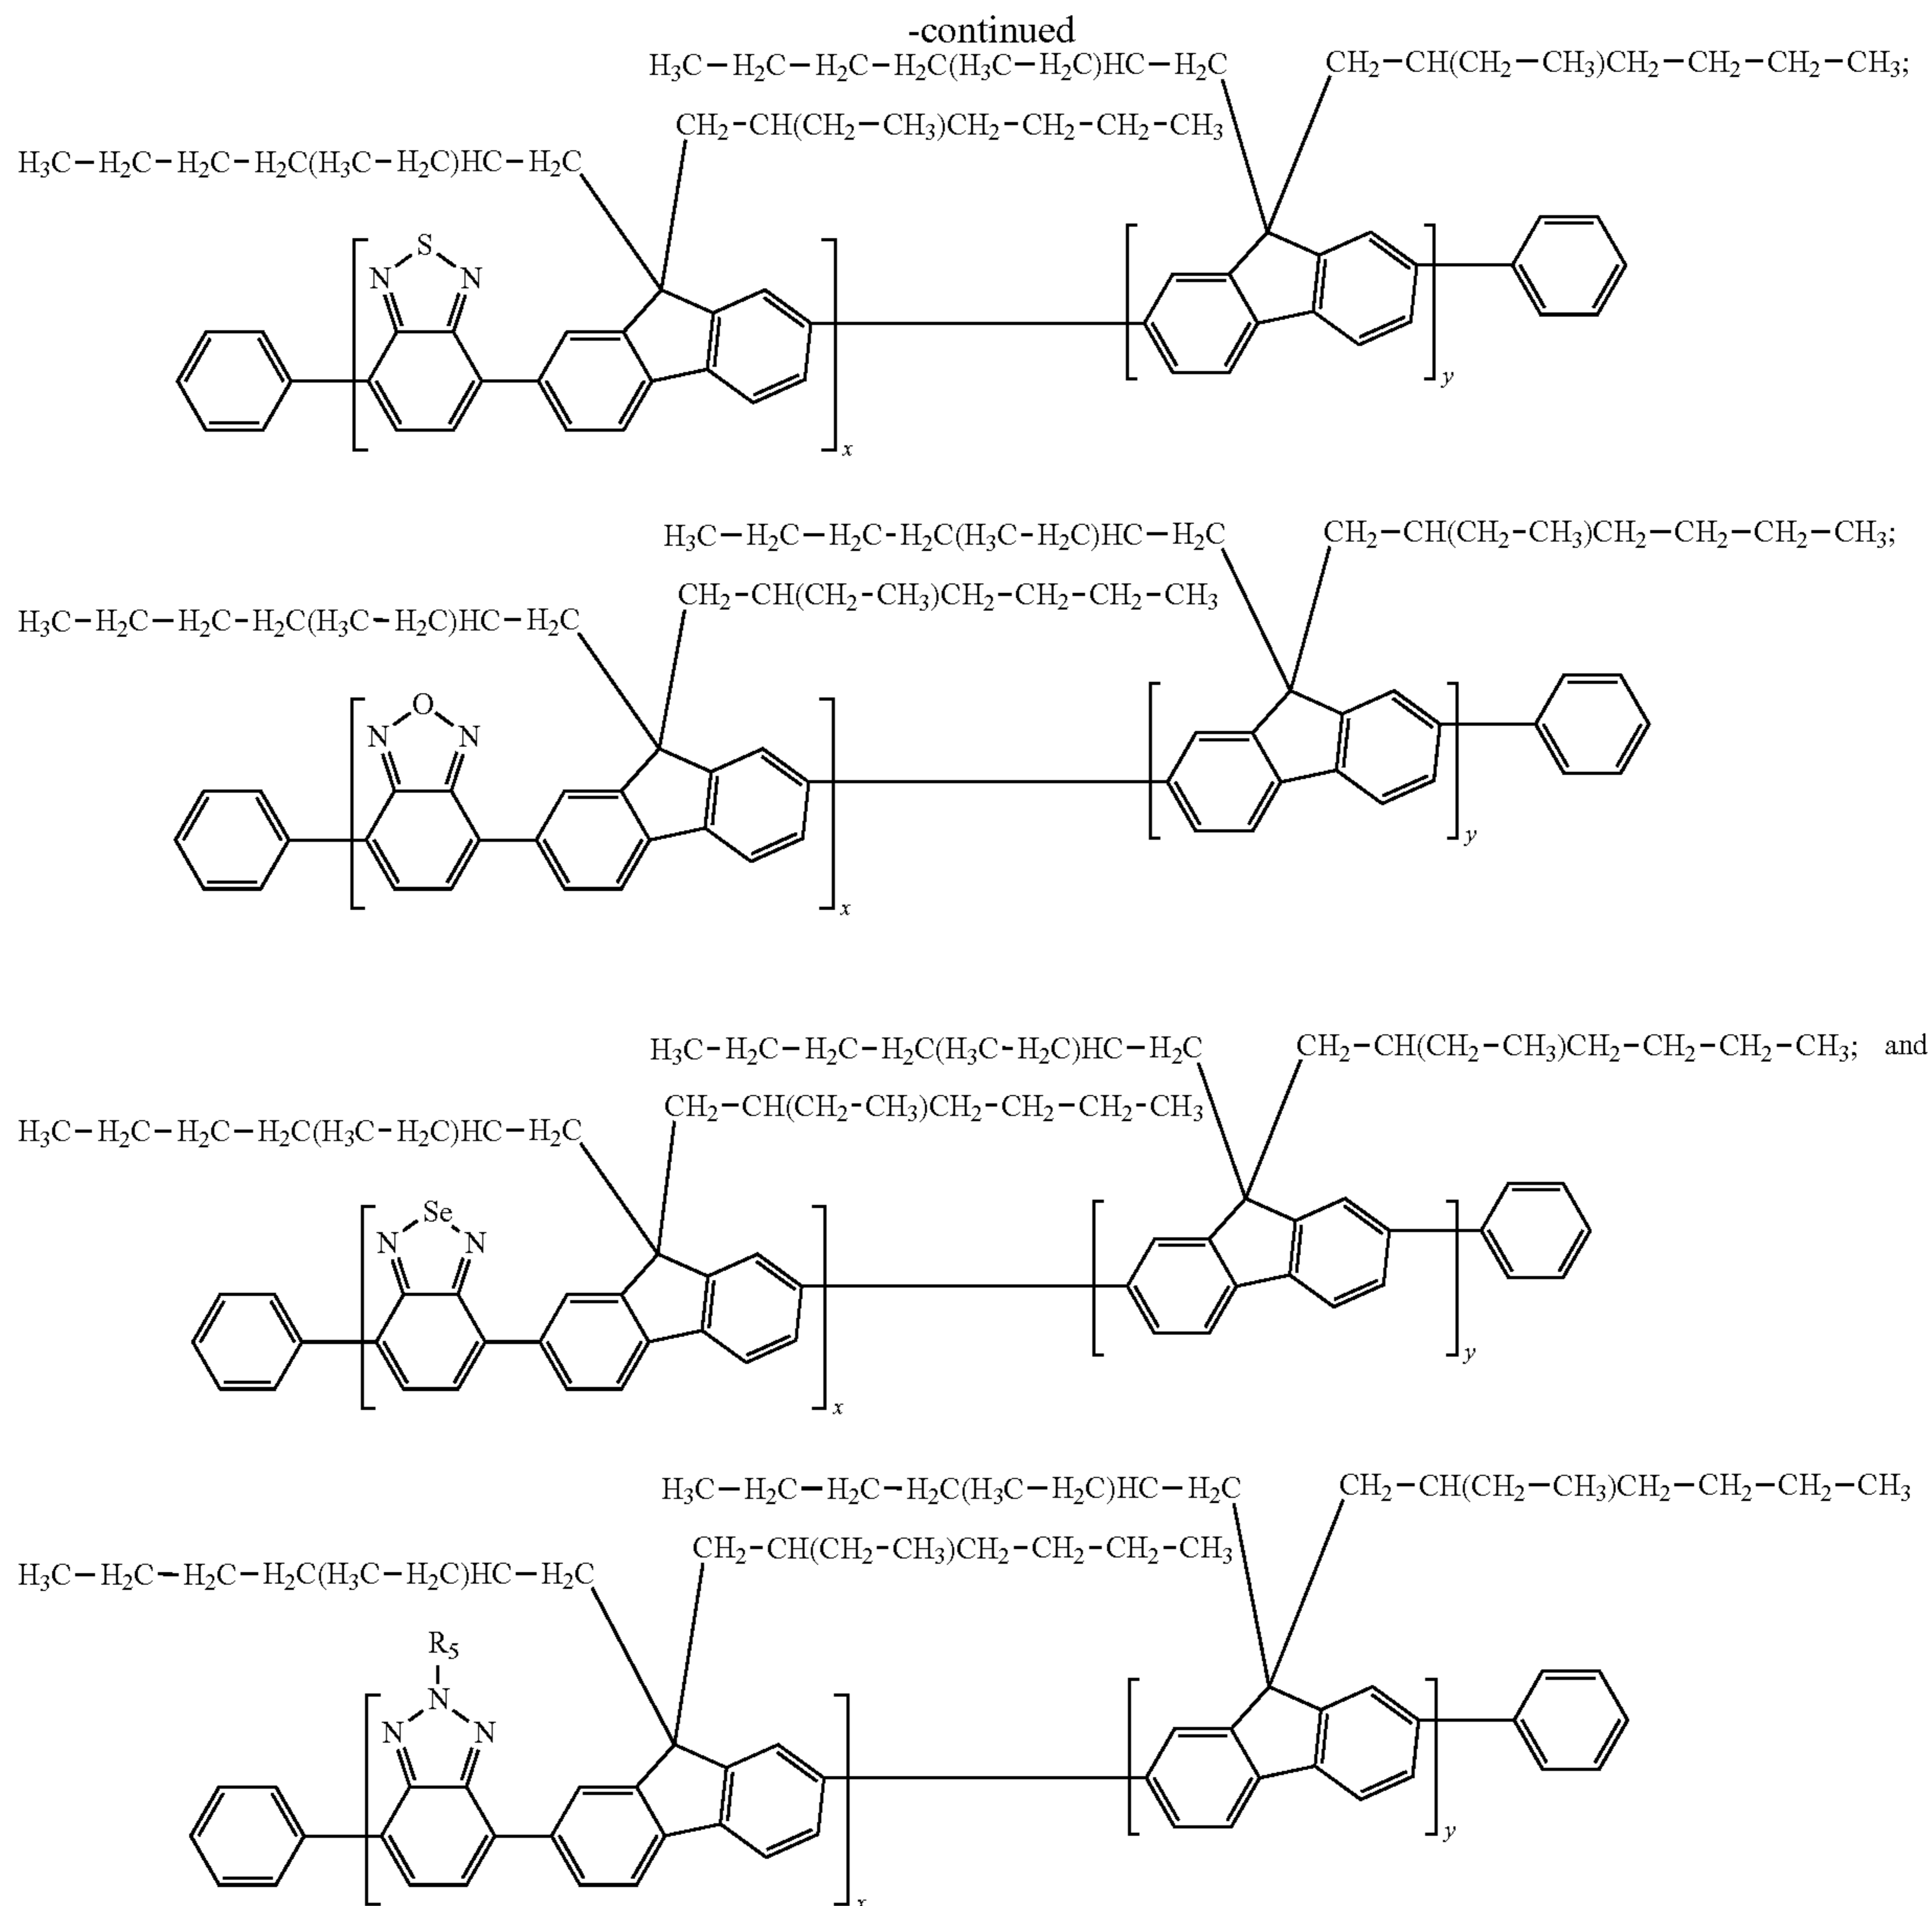 -continued
H₃C−H₂C−H₂C−H₂C(H₃C−H₂C)HC−H₂C CH₂−CH(CH₂−CH₃)CH₂−CH₂−CH₂−CH₃;
CH₂−CH(CH₂−CH₃)CH₂−CH₂−CH₂−CH₃
H₃C−H₂C−H₂C−H₂C(H₃C−H₂C)HC−H₂C
S
N N
y
x
H₃C−H₂C−H₂C−H₂C(H₃C−H₂C)HC−H₂C CH₂−CH(CH₂−CH₃)CH₂−CH₂−CH₂−CH₃;
CH₂−CH(CH₂−CH₃)CH₂−CH₂−CH₂−CH₃
H₃C−H₂C−H₂C−H₂C(H₃C−H₂C)HC−H₂C
O
N N
y
x
H₃C−H₂C−H₂C−H₂C(H₃C−H₂C)HC−H₂C CH₂−CH(CH₂−CH₃)CH₂−CH₂−CH₂−CH₃; and
CH₂−CH(CH₂−CH₃)CH₂−CH₂−CH₂−CH₃
H₃C−H₂C−H₂C−H₂C(H₃C−H₂C)HC−H₂C
Se
N N
y
x
H₃C−H₂C−H₂C−H₂C(H₃C−H₂C)HC−H₂C CH₂−CH(CH₂−CH₃)CH₂−CH₂−CH₂−CH₃
CH₂−CH(CH₂−CH₃)CH₂−CH₂−CH₂−CH₃
H₃C−H₂C−H₂C−H₂C(H₃C−H₂C)HC−H₂C
R₅
N
N N
y
x